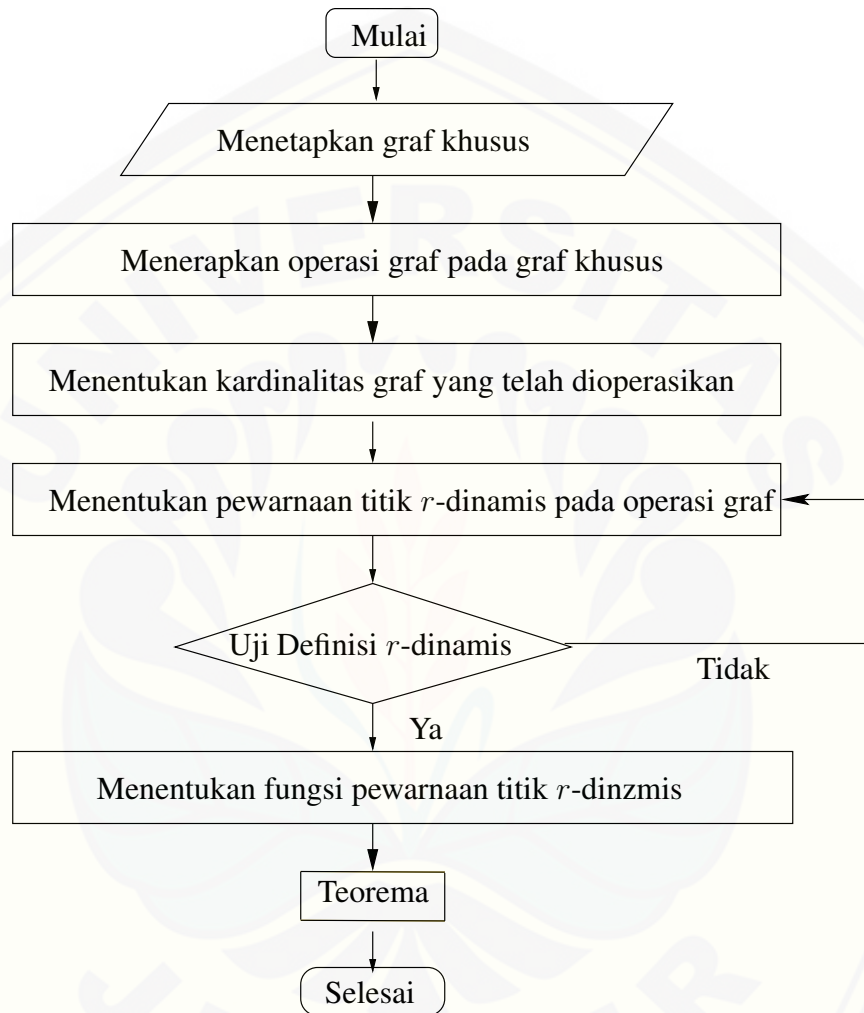 Mulai
Menetapkan graf khusus
Menerapkan operasi graf pada graf khusus
Menentukan kardinalitas graf yang telah dioperasikan
Menentukan pewarnaan titik r-dinamis pada operasi graf
Uji Definisi r-dinamis
Tidak
Ya
Menentukan fungsi pewarnaan titik r-dinzmis
Teorema
Selesai
UNIVERSITAS